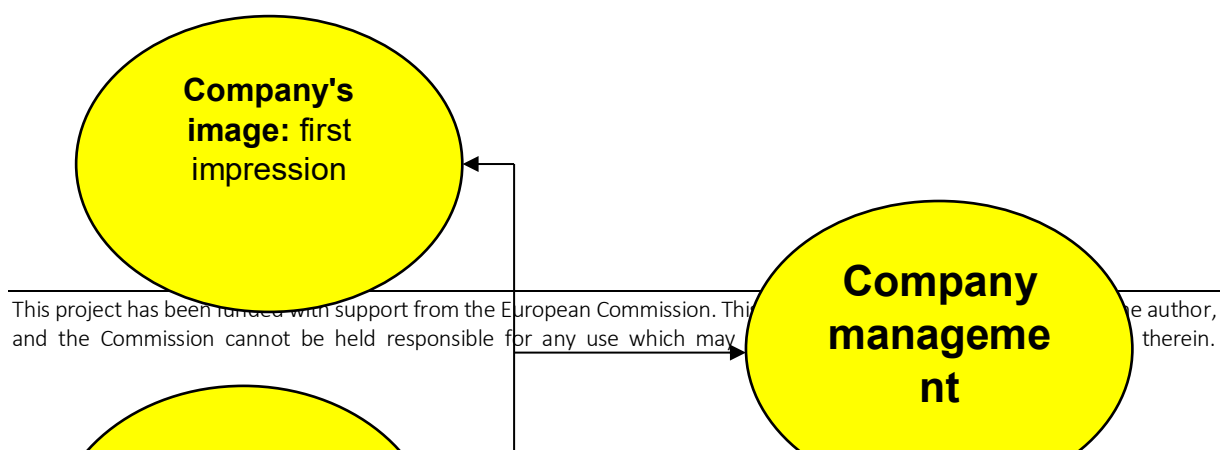 Company's
image: first
impression
Company
manageme
nt
This project has been funded with support from the European Commission. This e author,
and the Commission cannot be held responsible for any use which may therein.